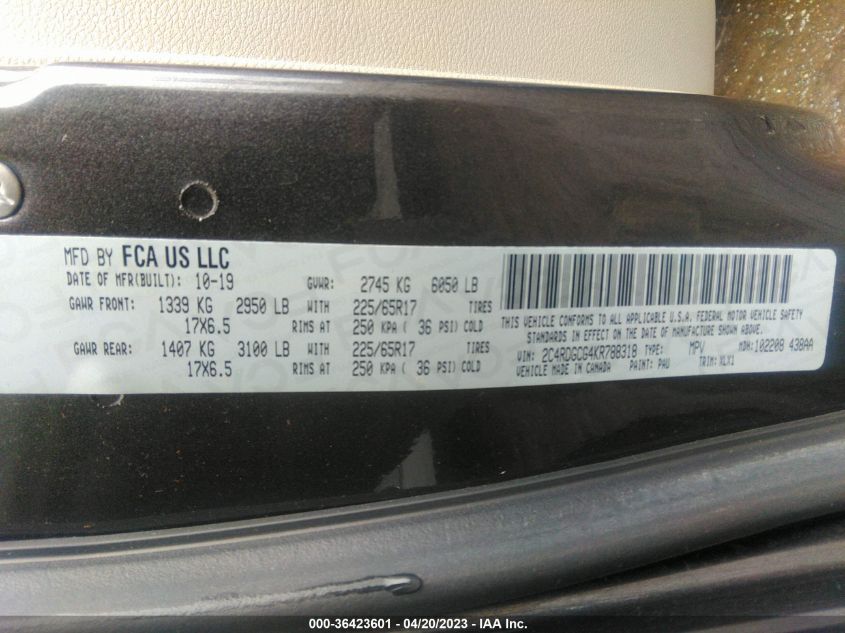 MFD BY FCA US LLC
DATE OF MFR(BUILT): 10-19 GVWR: 2745 KG 6050 LB
GAWR FRONT: 1339 KG 2950 LB WITH 225/65R17 TIRES
17X6.5 RIMS AT 250 KPA ( 36 PSI) COLD
GAWR REAR: 1407 KG 3100 LB WITH 225/65R17 TIRES
17X6.5 RIMS AT 250 KPA ( 36 PSI) COLD
THIS VEHICLE CONFORMS TO ALL APPLICABLE U.S.A. FEDERAL MOTOR VEHICLE SAFETY
STANDARDS IN EFFECT ON THE DATE OF MANUFACTURE SHOWN ABOVE.
VIN: 2C4RDGCG4KR788318 TYPE: MPV MDH: 102208 438AA
VEHICLE MADE IN CANADA PAINT: PAU TRIM: XLX1
000-36423601 - 04/20/2023 - IAA Inc.